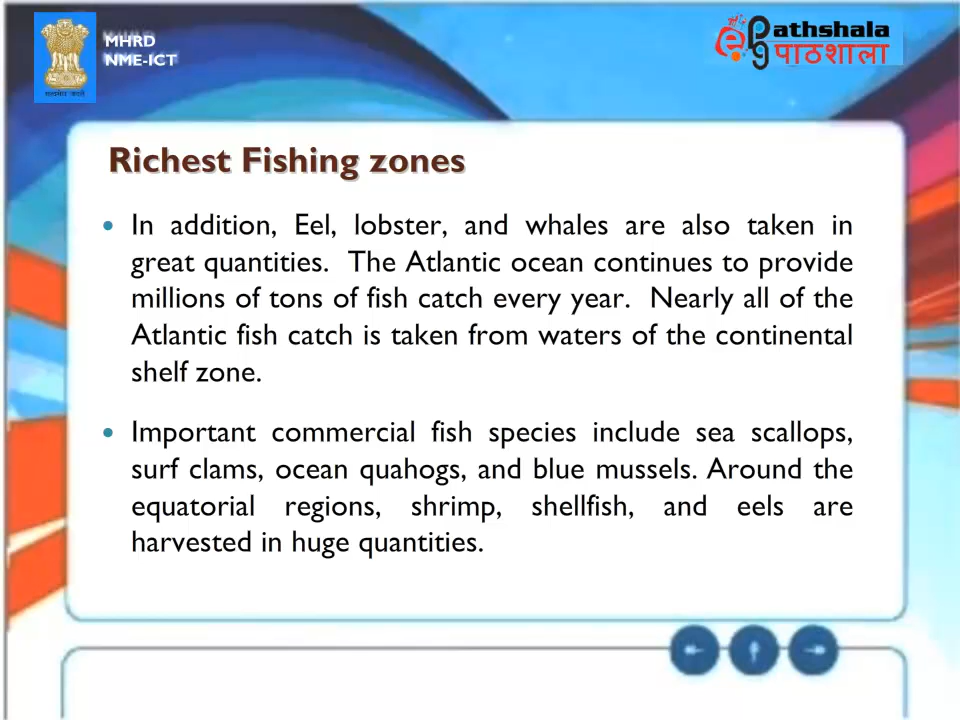 MHRD
NME-ICT
ePathshala
पाठशाला
Richest Fishing zones
• In addition, Eel, lobster, and whales are also taken in
great quantities. The Atlantic ocean continues to provide
millions of tons of fish catch every year. Nearly all of the
Atlantic fish catch is taken from waters of the continental
shelf zone.
• Important commercial fish species include sea scallops,
surf clams, ocean quahogs, and blue mussels. Around the
equatorial regions, shrimp, shellfish, and eels are
harvested in huge quantities.